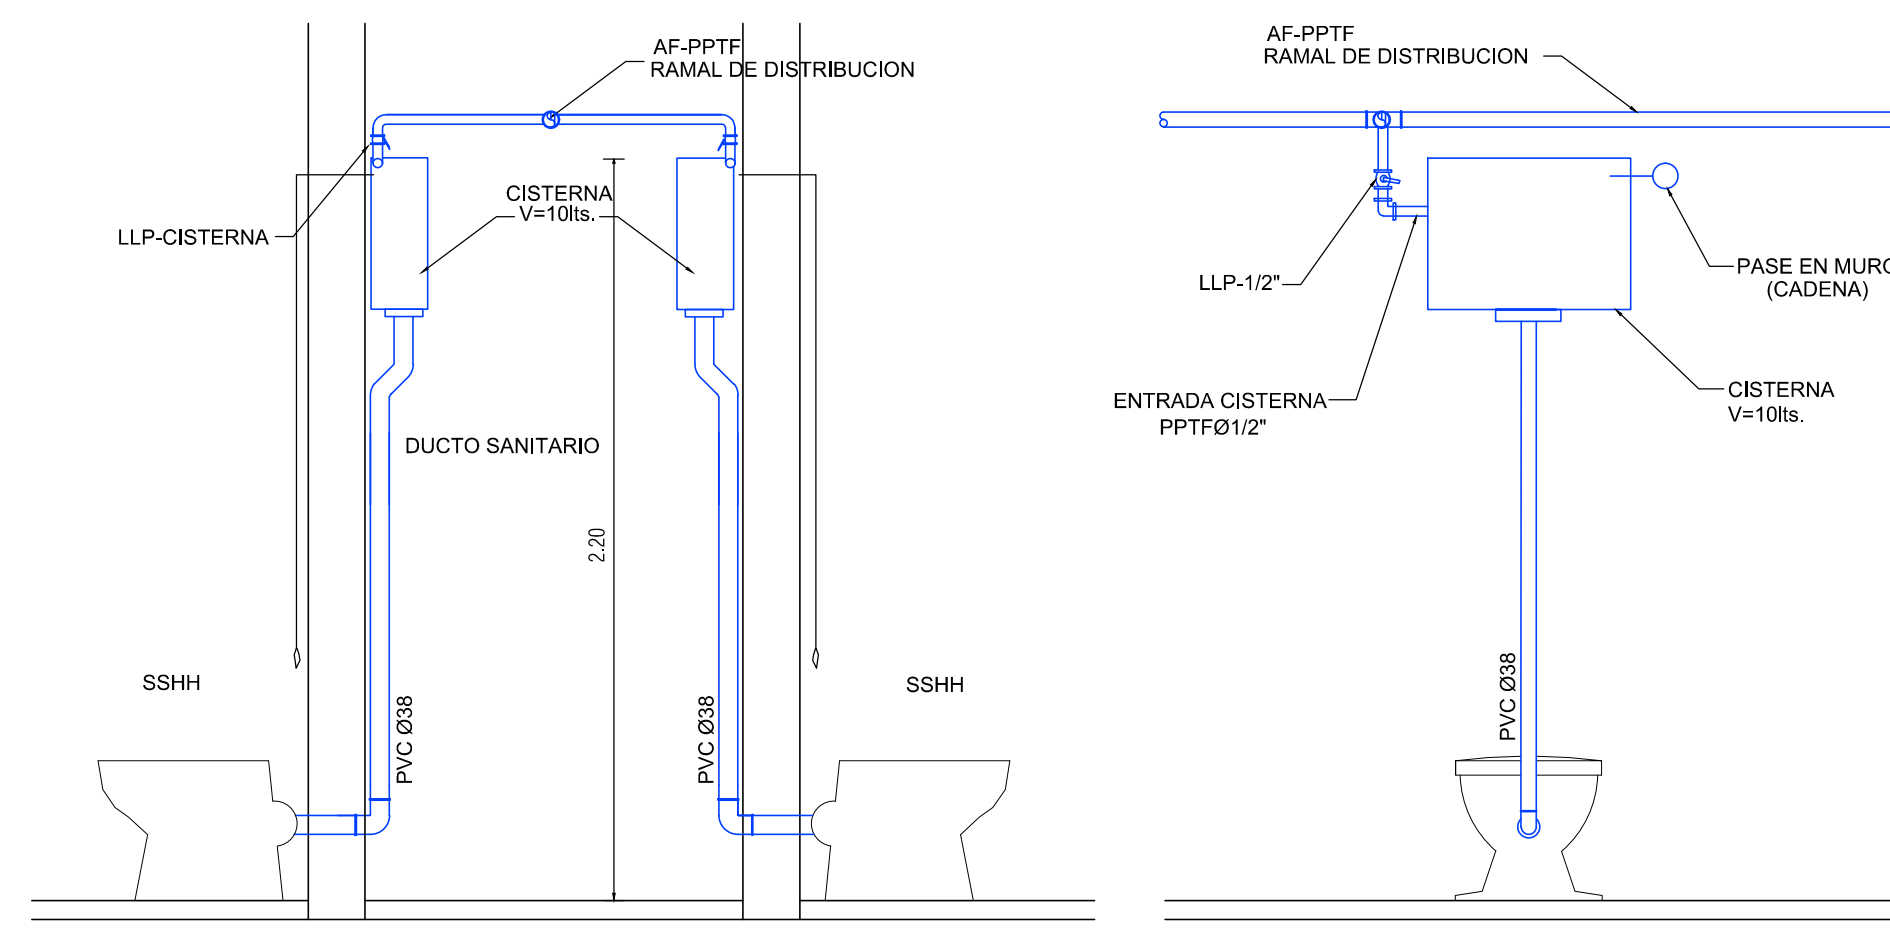 AF-PPTF
RAMAL DE DISTRIBUCION
CISTERNA
V=10lts.
LLP-CISTERNA
DUCTO SANITARIO
2.20
SSHH
SSHH
PVC Ø38
PVC Ø38
AF-PPTF
RAMAL DE DISTRIBUCION
LLP-1/2"
PASE EN MURO
(CADENA)
ENTRADA CISTERNA
PPTFØ1/2"
CISTERNA
V=10lts.
PVC Ø38